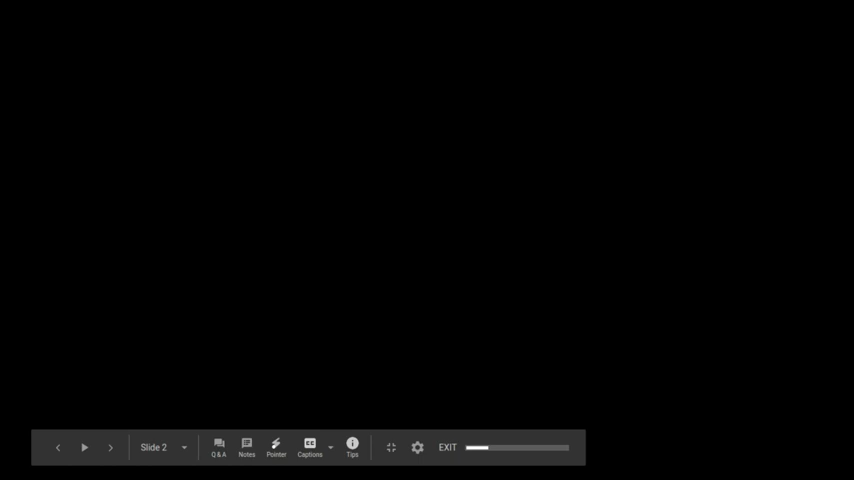 Slide 2
Q & A
Notes
Pointer
CC
Captions
Tips
EXIT